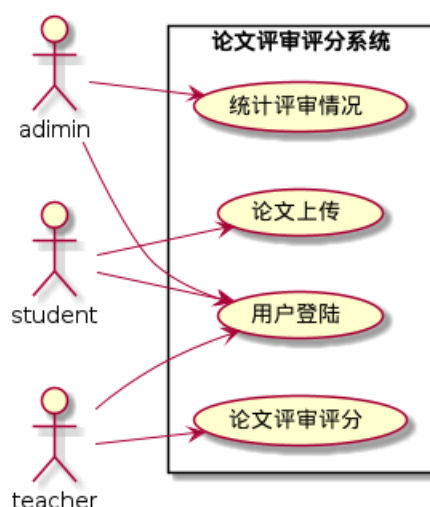 论文评审评分系统
统计评审情况
adimin
论文上传
student
用户登陆
论文评审评分
teacher